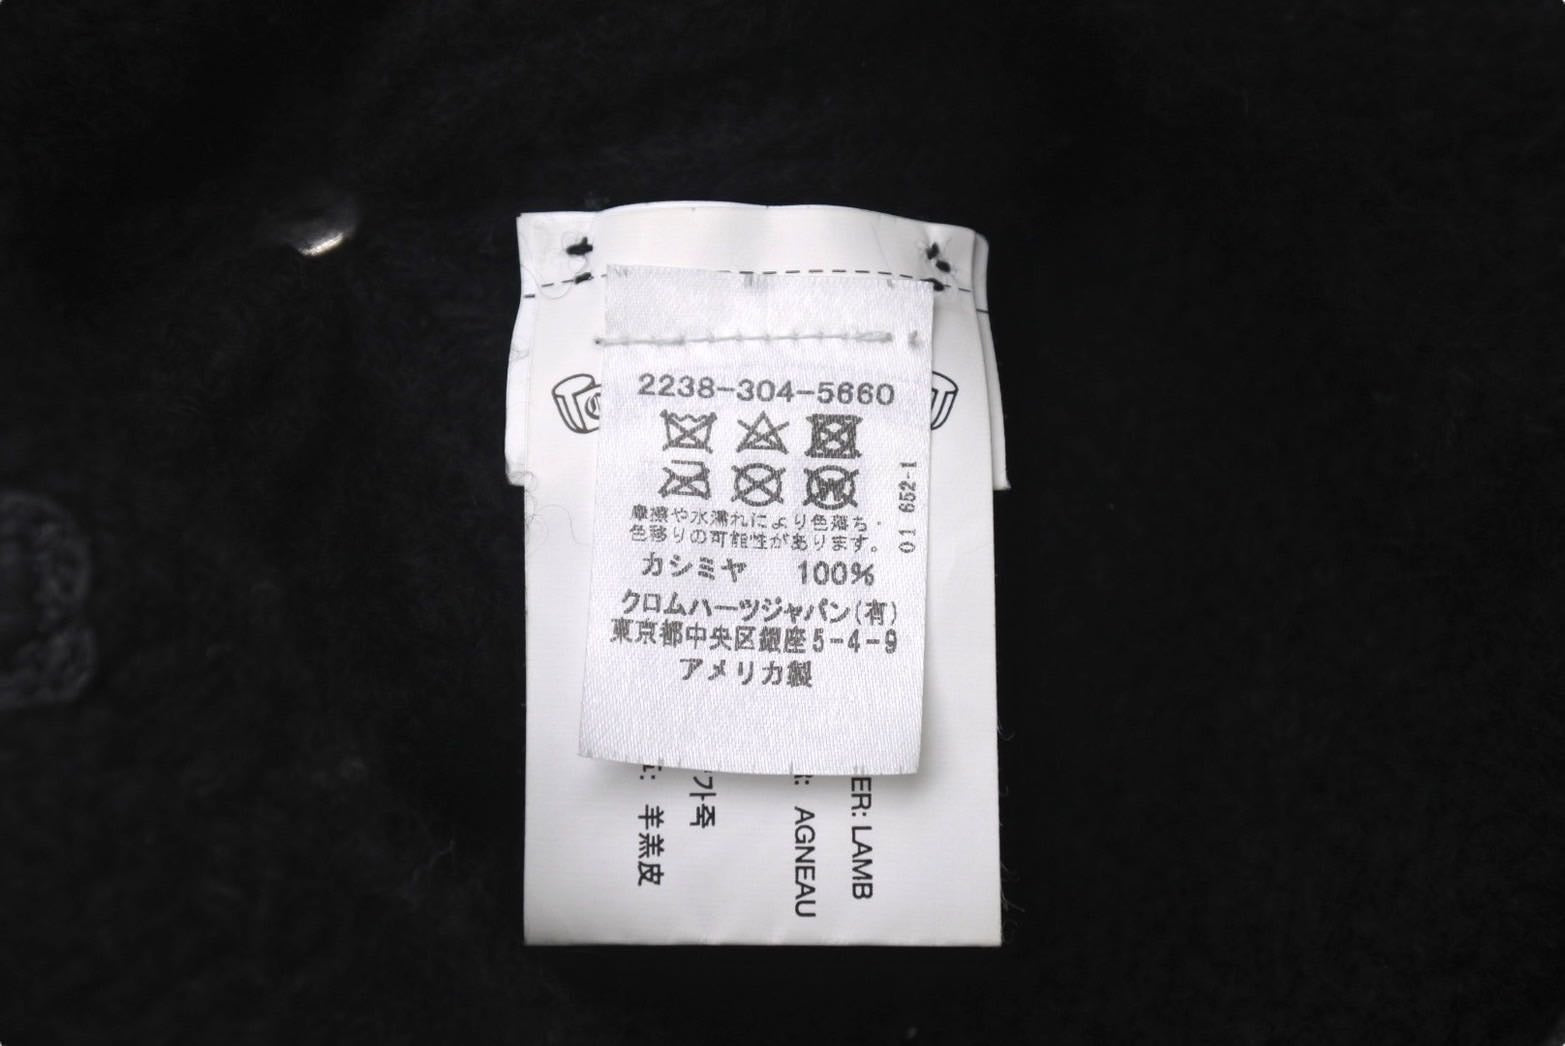 2238-304-5660
01 652-1
摩擦や水濡れにより色落ち・
色移りの可能性があります。
カシミヤ 100%
クロムハーツジャパン(有)
東京都中央区銀座5-4-9
アメリカ製
ER: LAMB
AGNEAU
가죽
羊羔皮